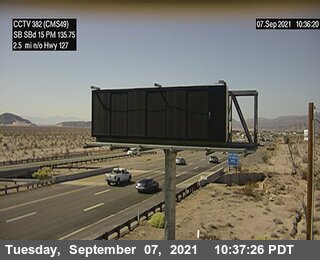 CCTV 382 (CMS49)
SB SBd 15 PM 135.75
2.5 mi n/o Hwy 127
07.Sep 2021 10:36:20
Tuesday, September 07, 2021 10:37:26 PDT